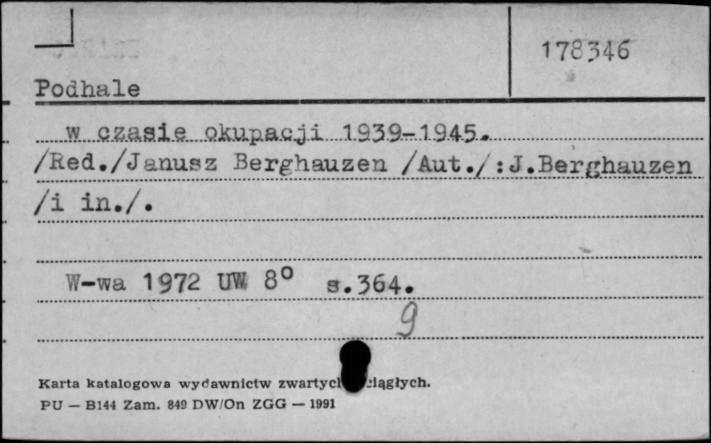 178346
Podhale
w czasie okupacji 1939-1945.
/Red./Janusz Berghauzen /Aut./:J.Berghauzen
/i in./.
W-wa 1972 UW 8° s.364.
9
Karta katalogowa wydawnictw zwartych ciągłych.
PU — B144 Zam. 849 DW/On ZGG — 1991